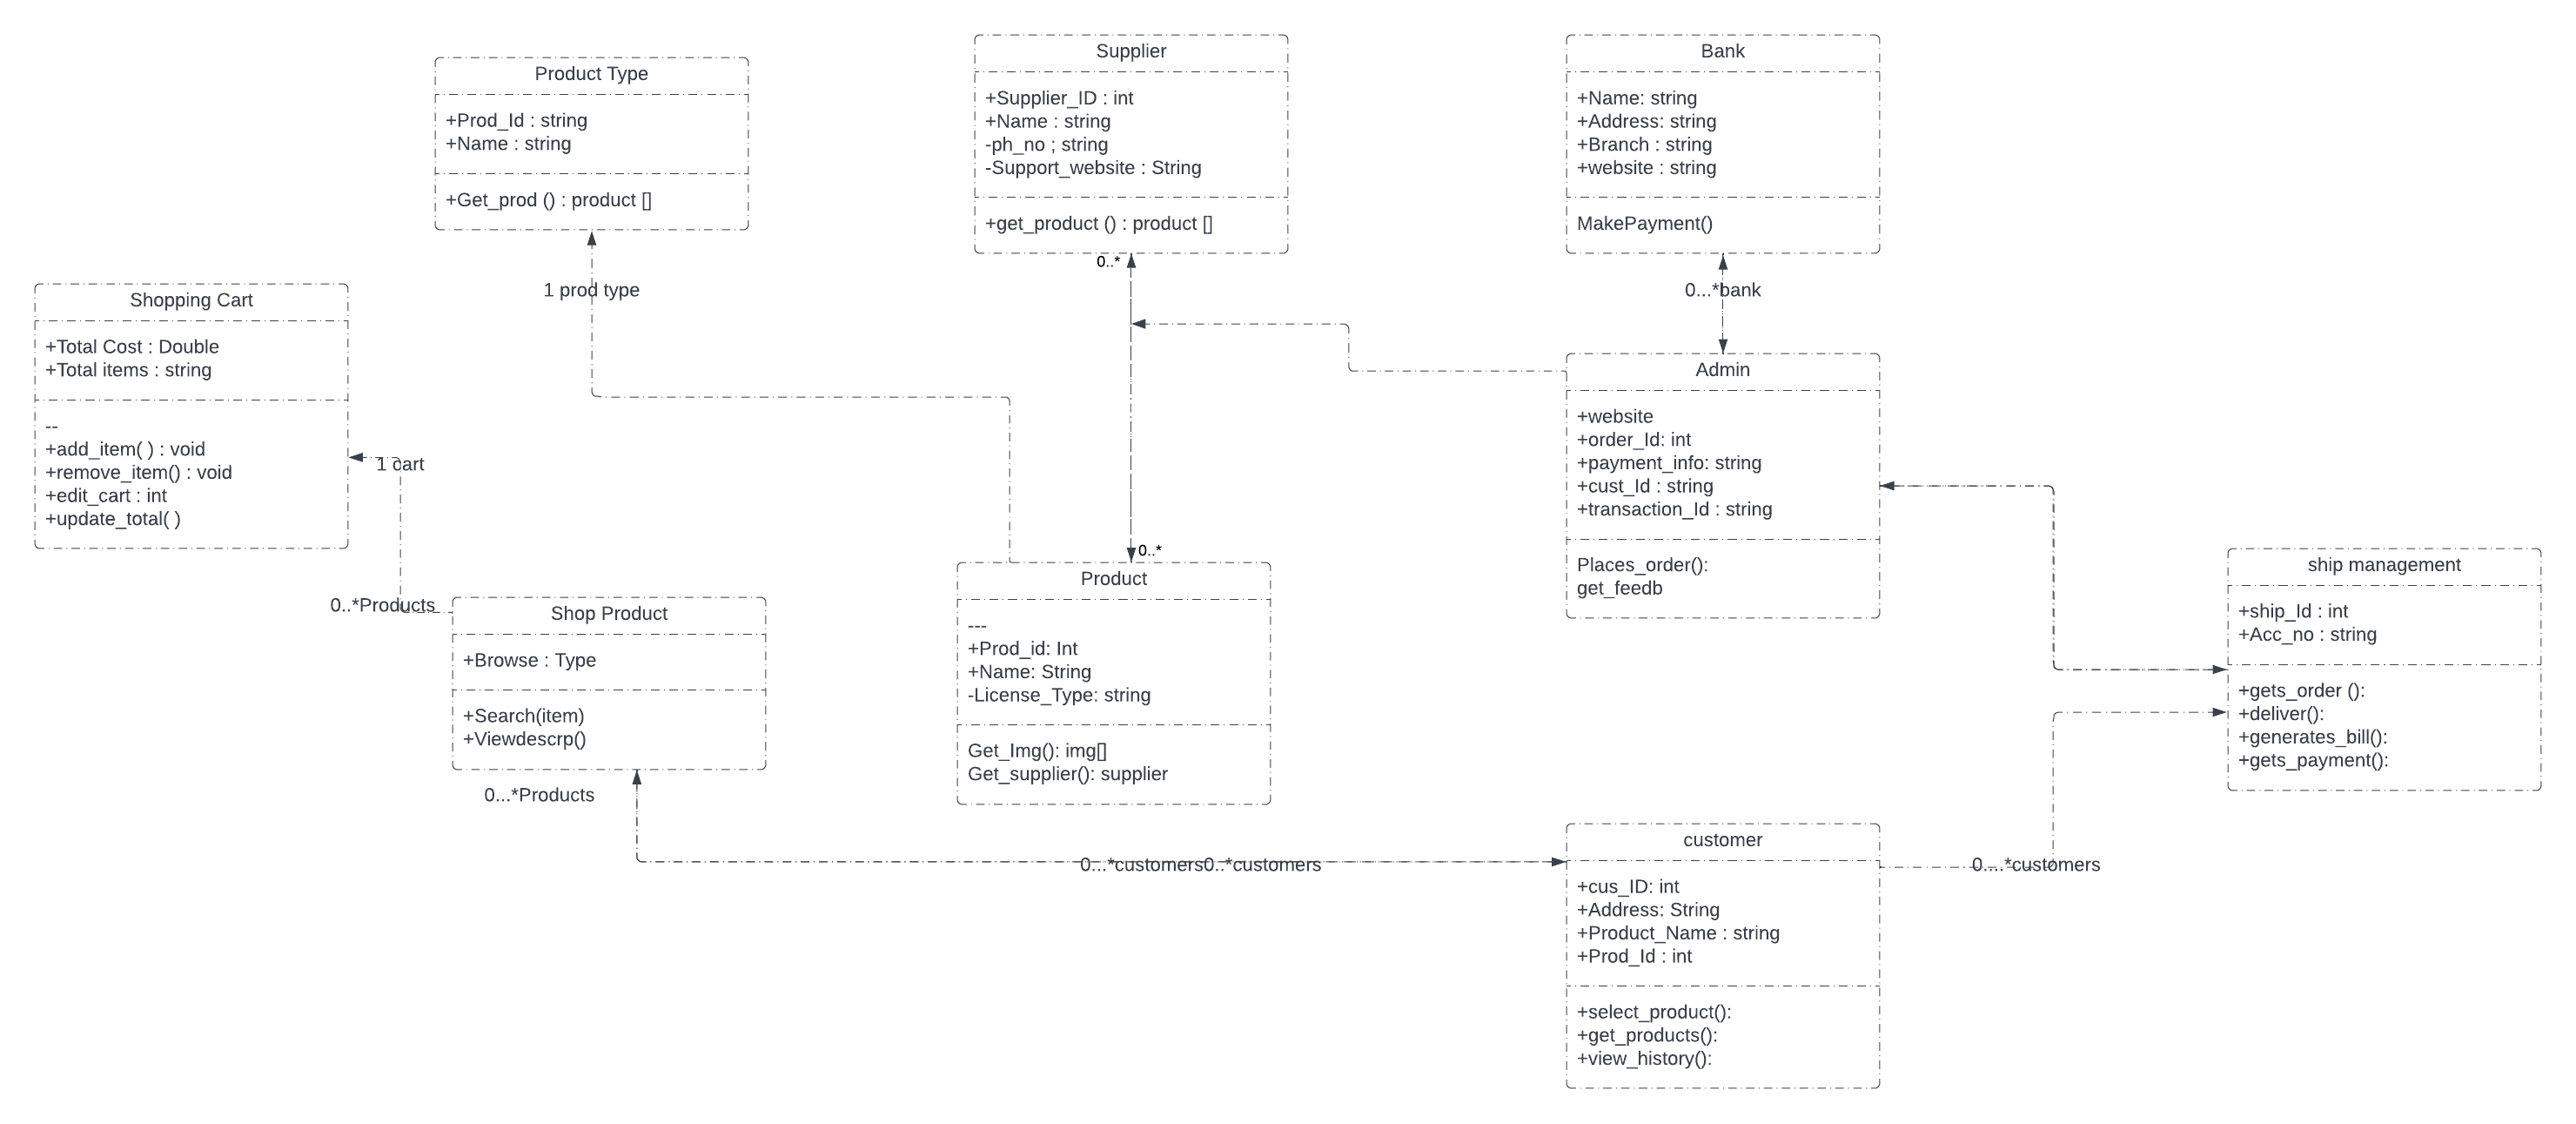 Product Type
+Prod_Id : string
+Name : string
+Get_prod () : product []
Supplier
+Supplier_ID : int
+Name : string
-ph_no ; string
-Support_website : String
+get_product () : product []
Bank
+Name: string
+Address: string
+Branch : string
+website : string
MakePayment()
0..*
1 prod type
0...*bank
Shopping Cart
+Total Cost : Double
+Total items : string
--
+add_item( ) : void
+remove_item() : void
+edit_cart : int
+update_total( )
1 cart
0..*Products
Admin
+website
+order_Id: int
+payment_info: string
+cust_Id : string
+transaction_Id : string
Places_order():
get_feedb
0..*
Shop Product
+Browse : Type
+Search(item)
+Viewdescrp()
0...*Products
Product
---
+Prod_id: Int
+Name: String
-License_Type: string
Get_Img(): img[]
Get_supplier(): supplier
ship management
+ship_Id : int
+Acc_no : string
+gets_order ():
+deliver():
+generates_bill():
+gets_payment():
0...*customers0..*customers
customer
+cus_ID: int
+Address: String
+Product_Name : string
+Prod_Id : int
+select_product():
+get_products():
+view_history():
0....*customers